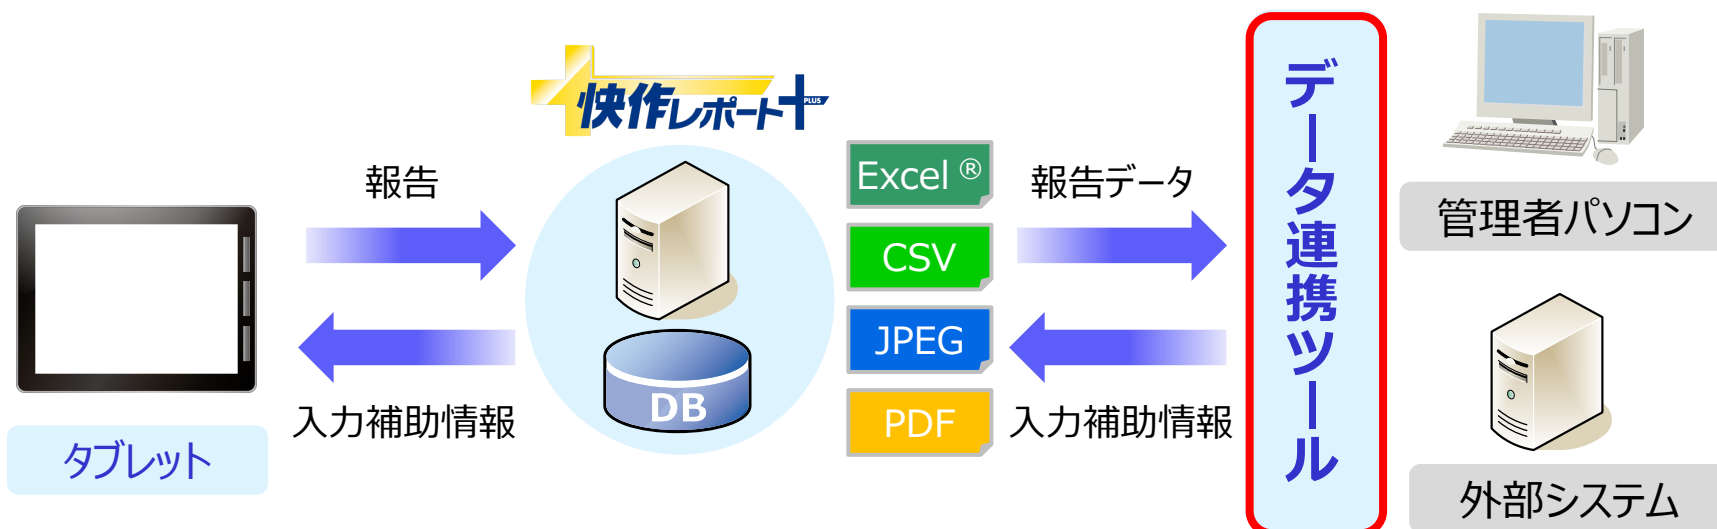 快作レポート+
PLUS
報告
入力補助情報
タブレット
DB
Excel ®
CSV
JPEG
PDF
報告データ
入力補助情報
データ連携ツール
管理者パソコン
外部システム